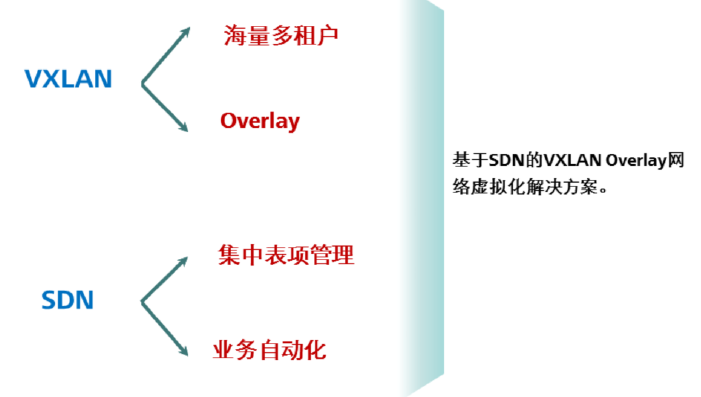 海量多租户
VXLAN
Overlay
基于SDN的VXLAN Overlay网
络虚拟化解决方案。
集中表项管理
SDN
业务自动化